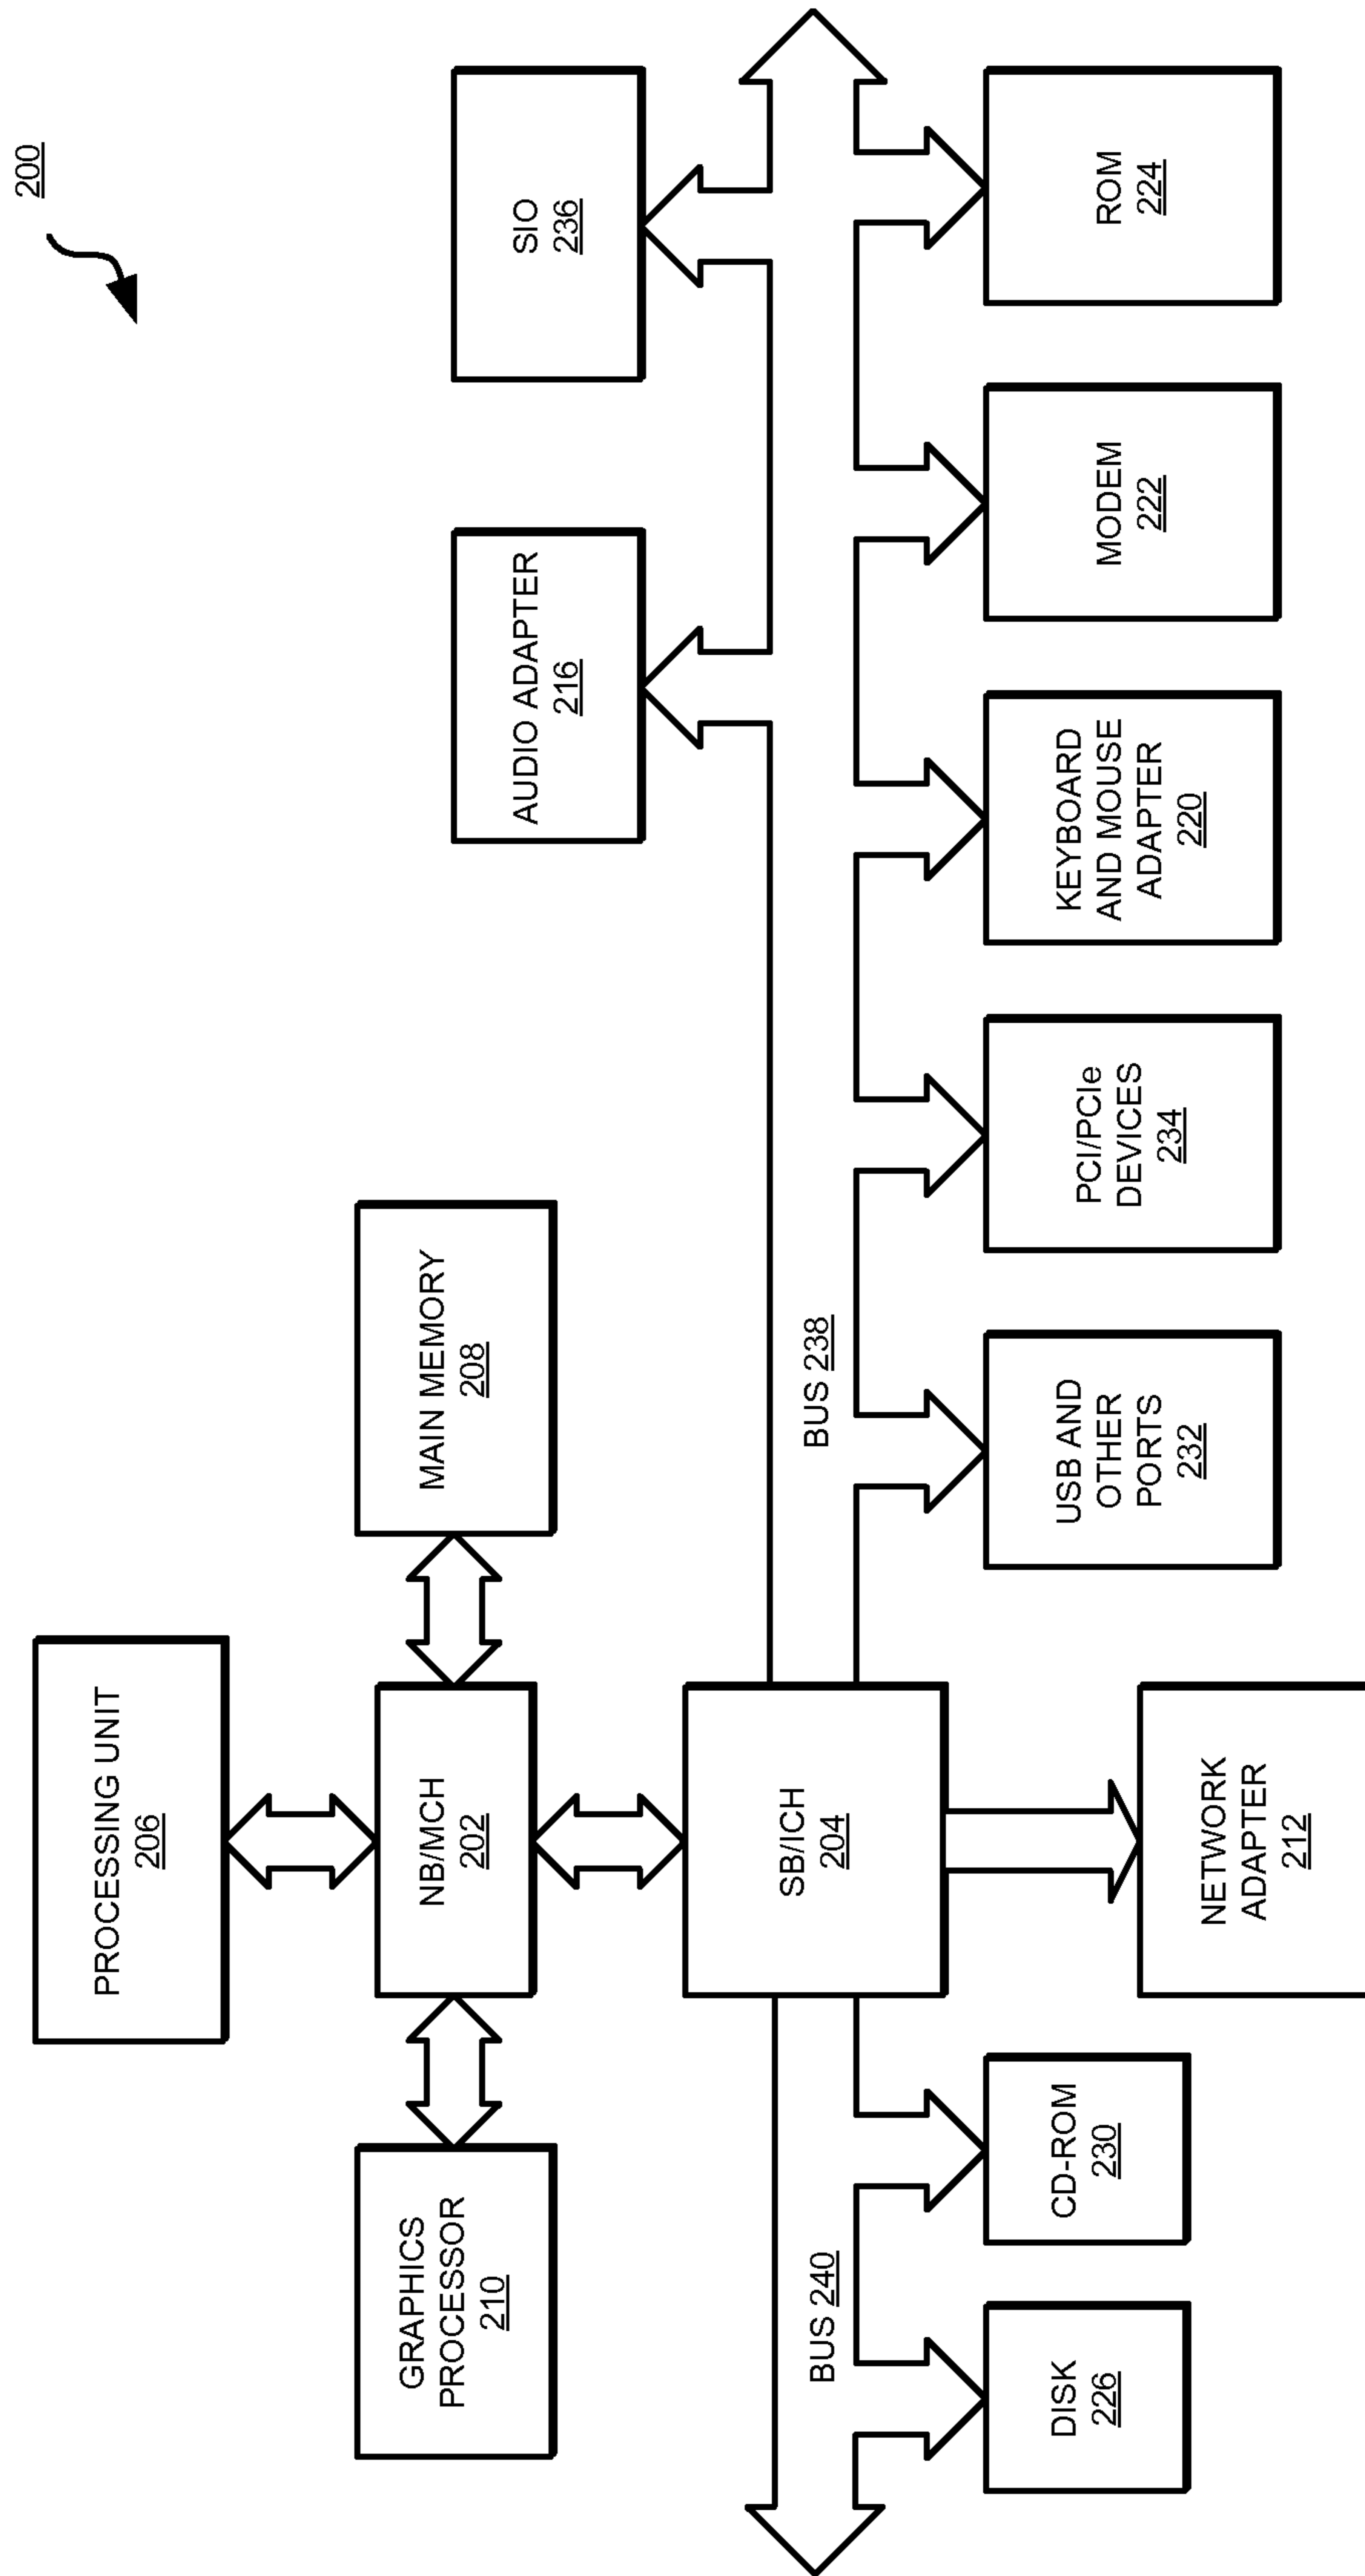 200
PROCESSING UNIT
206
GRAPHICS
PROCESSOR
210
NB/MCH
202
MAIN MEMORY
208
AUDIO ADAPTER
216
SIO
236
SB/ICH
204
BUS 240
BUS 238
DISK
226
CD-ROM
230
USB AND
OTHER
PORTS
232
PCI/PCIe
DEVICES
234
KEYBOARD
AND MOUSE
ADAPTER
220
MODEM
222
ROM
224
NETWORK
ADAPTER
212